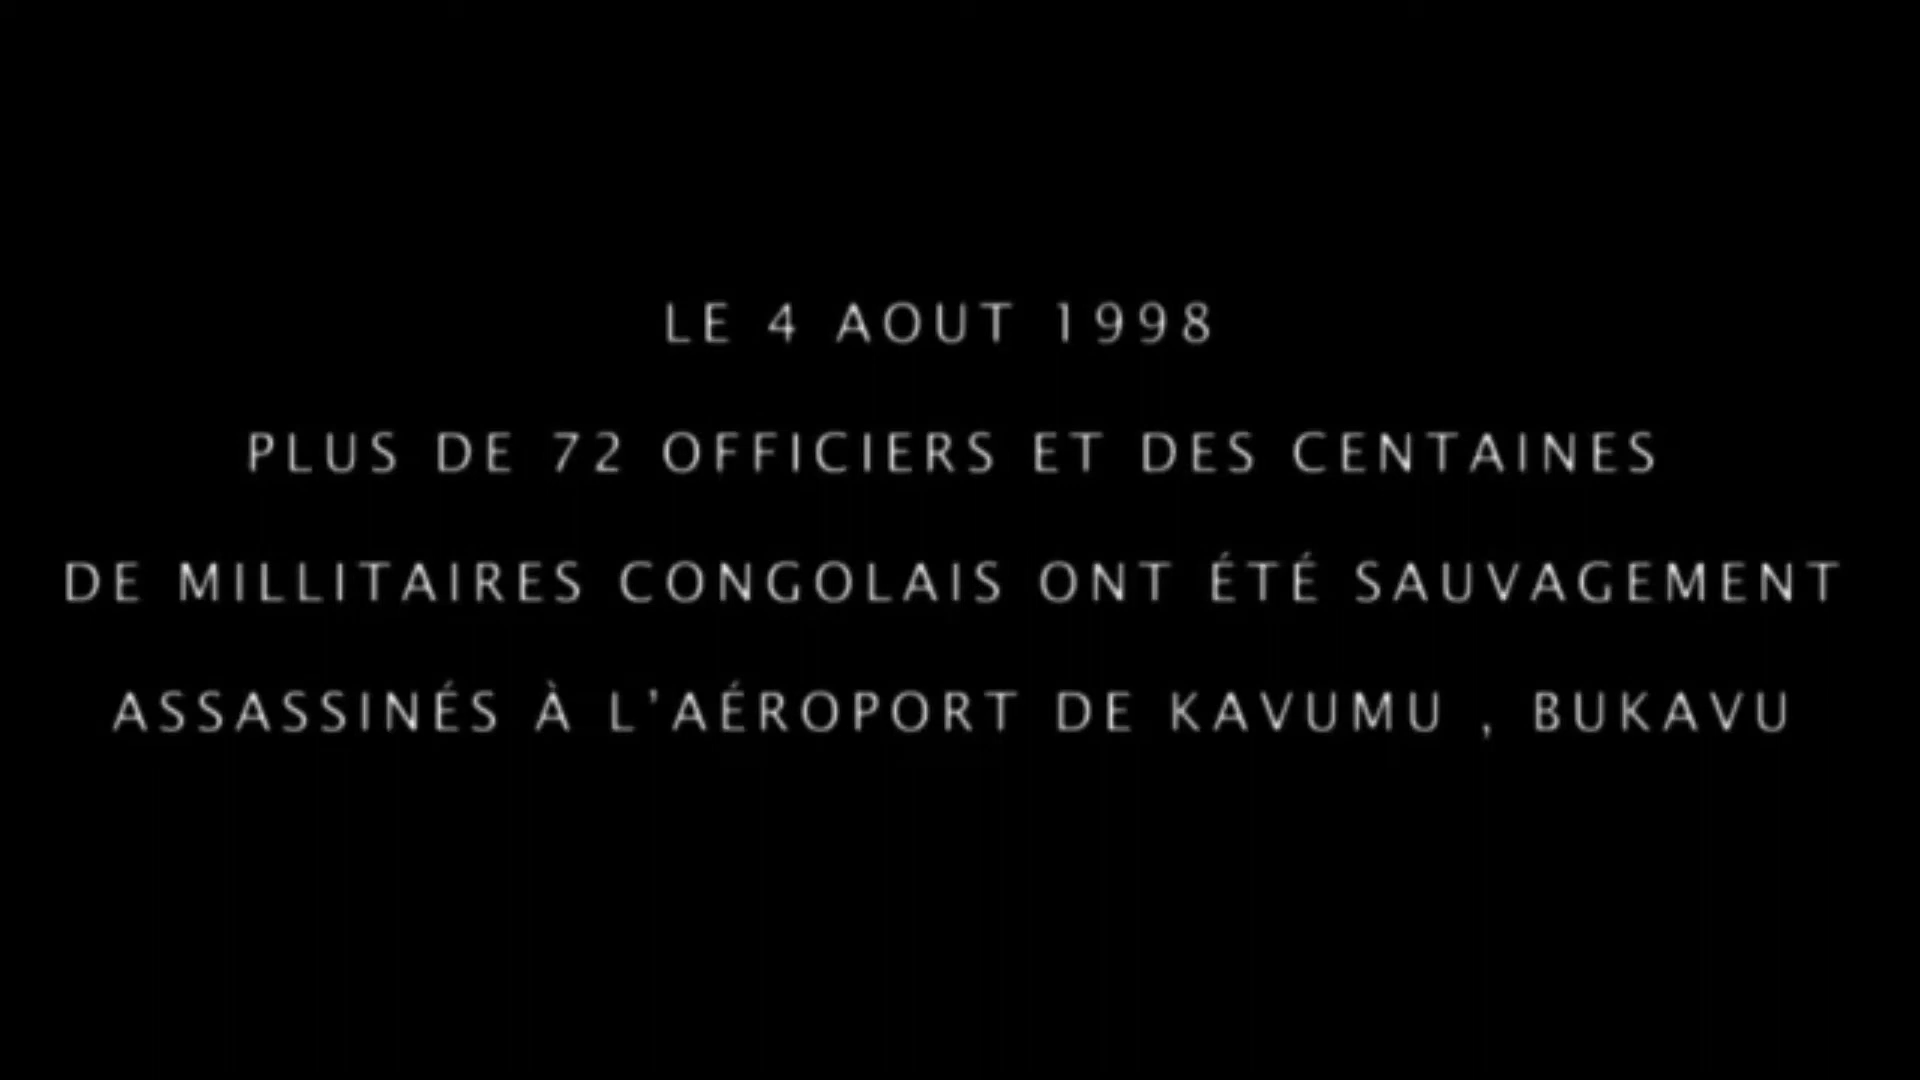 LE 4 AOUT 1998
PLUS DE 72 OFFICIERS ET DES CENTAINES
DE MILLITAIRES CONGOLAIS ONT ÉTÉ SAUVAGEMENT
ASSASSINÉS À L'AÉROPORT DE KAVUMU , BUKAVU